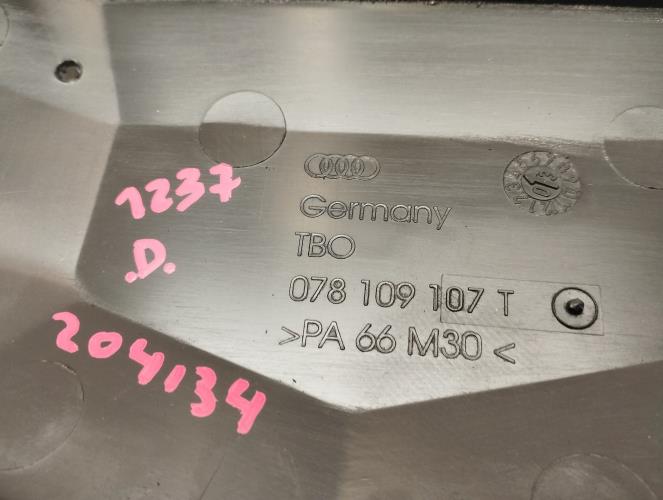 Germany
TBO
078 109 107 T
>PA 66 M30<
1237
.D.
204134